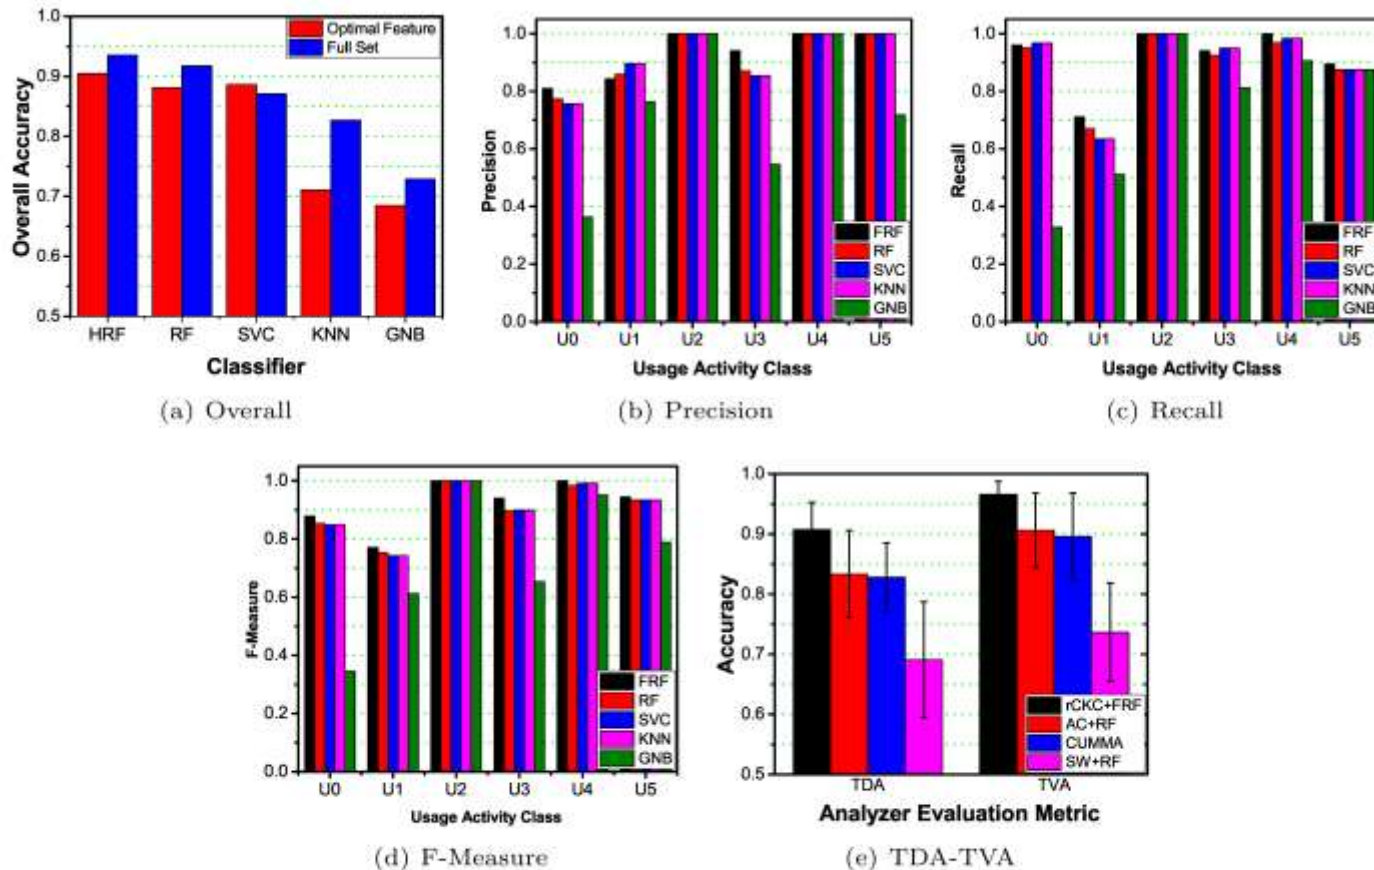 1.0
0.9
0.8
0.7
0.6
0.5
Overall Accuracy
Optimal Feature
Full Set
HRF RF SVC KNN GNB
Classifier
(a) Overall
1.0
0.8
0.6
0.4
0.2
0.0
Precision
FRF
RF
SVC
KNN
GNB
U0 U1 U2 U3 U4 U5
Usage Activity Class
(b) Precision
1.0
0.8
0.6
0.4
0.2
0.0
Recall
FRF
RF
SVC
KNN
GNB
U0 U1 U2 U3 U4 U5
Usage Activity Class
(c) Recall
1.0
0.8
0.6
0.4
0.2
0.0
F-Measure
FRF
RF
SVC
KNN
GNB
U0 U1 U2 U3 U4 U5
Usage Activity Class
(d) F-Measure
1.0
0.9
0.8
0.7
0.6
0.5
Accuracy
rCKC+FRF
AC+RF
CUMMA
SW+RF
TDA TVA
Analyzer Evaluation Metric
(e) TDA-TVA